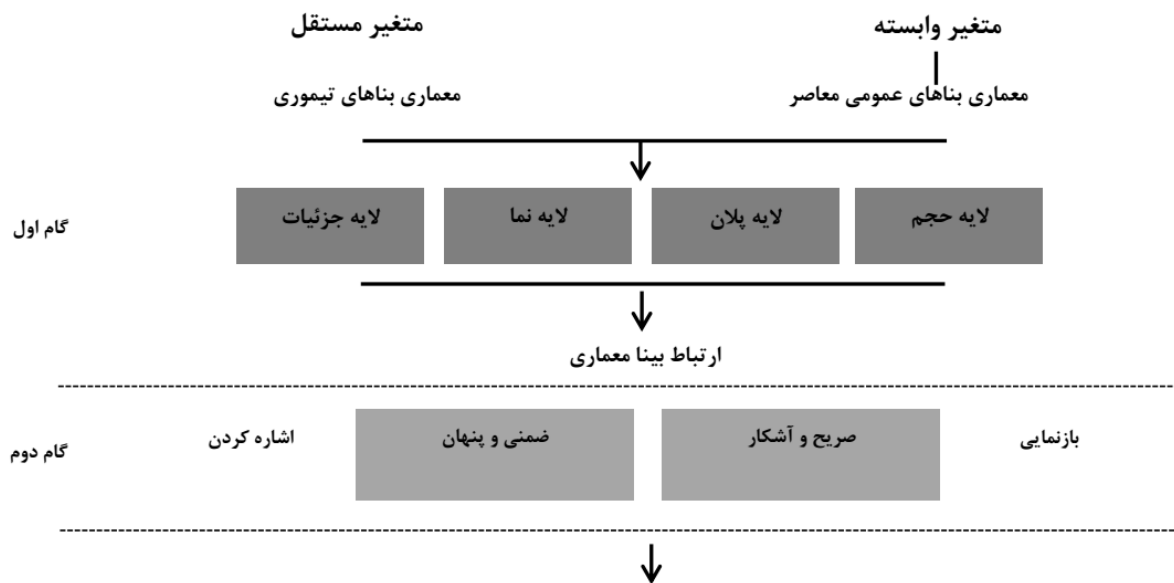 متغیر وابسته
متغیر مستقل
معماری بناهای عمومی معاصر
معماری بناهای تیموری
گام اول
لایه حجم
لایه پلان
لایه نما
لایه جزئیات
ارتباط بینا معماری
گام دوم
بازنمایی
صریح و آشکار
ضمنی و پنهان
اشاره کردن